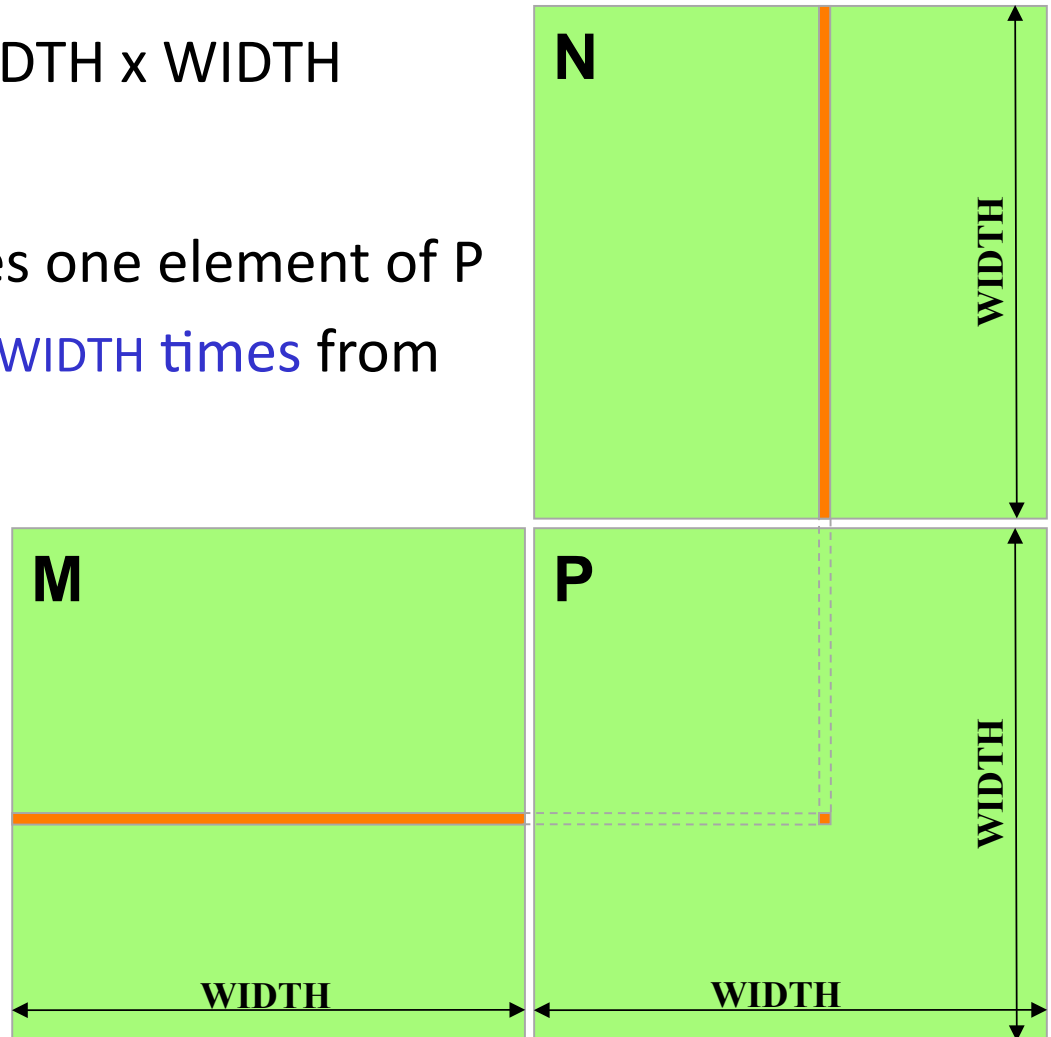 DTH x WIDTH
es one element of P
WIDTH times from
N
WIDTH
M
P
WIDTH
WIDTH
WIDTH